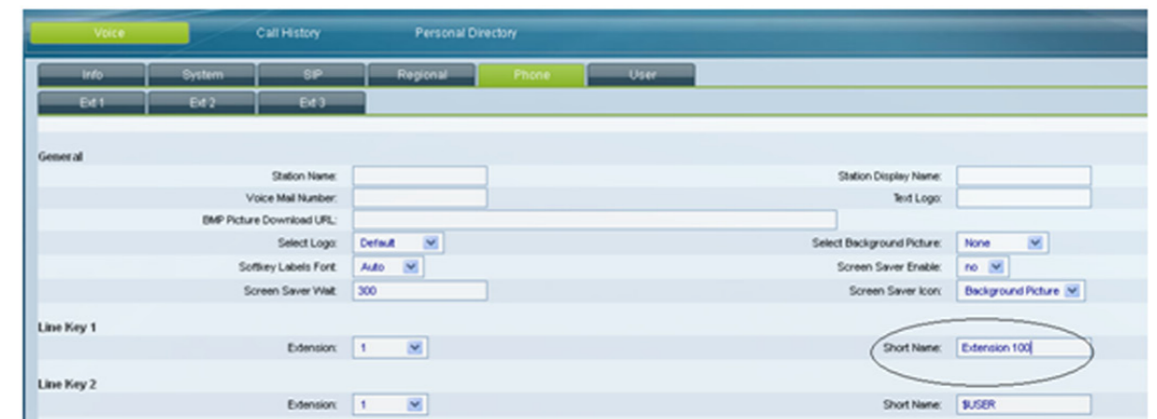 Voice Call History Personal Directory
Info System SIP Regional Phone User
Ext 1 Ext 2 Ext 3
General
Station Name: Station Display Name:
Voice Mail Number: Text Logo:
BMP Picture Download URL:
Select Logo: Default Select Background Picture: None
Softkey Labels Font: Auto Screen Saver Enable: no
Screen Saver Wait: 300 Screen Saver Icon: Background Picture
Line Key 1
Extension: 1 Short Name: Extension 100
Line Key 2
Extension: 1 Short Name: $USER